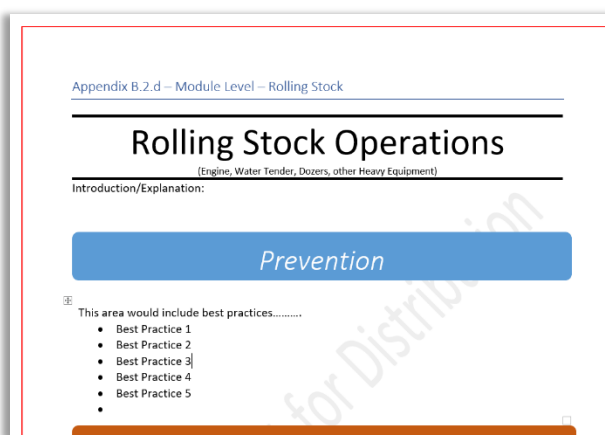 Appendix B.2.d – Module Level – Rolling Stock
Rolling Stock Operations
(Engine, Water Tender, Dozers, other Heavy Equipment)
Introduction/Explanation:
Prevention
This area would include best practices..........
• Best Practice 1
• Best Practice 2
• Best Practice 3
• Best Practice 4
• Best Practice 5
•
for Distribution